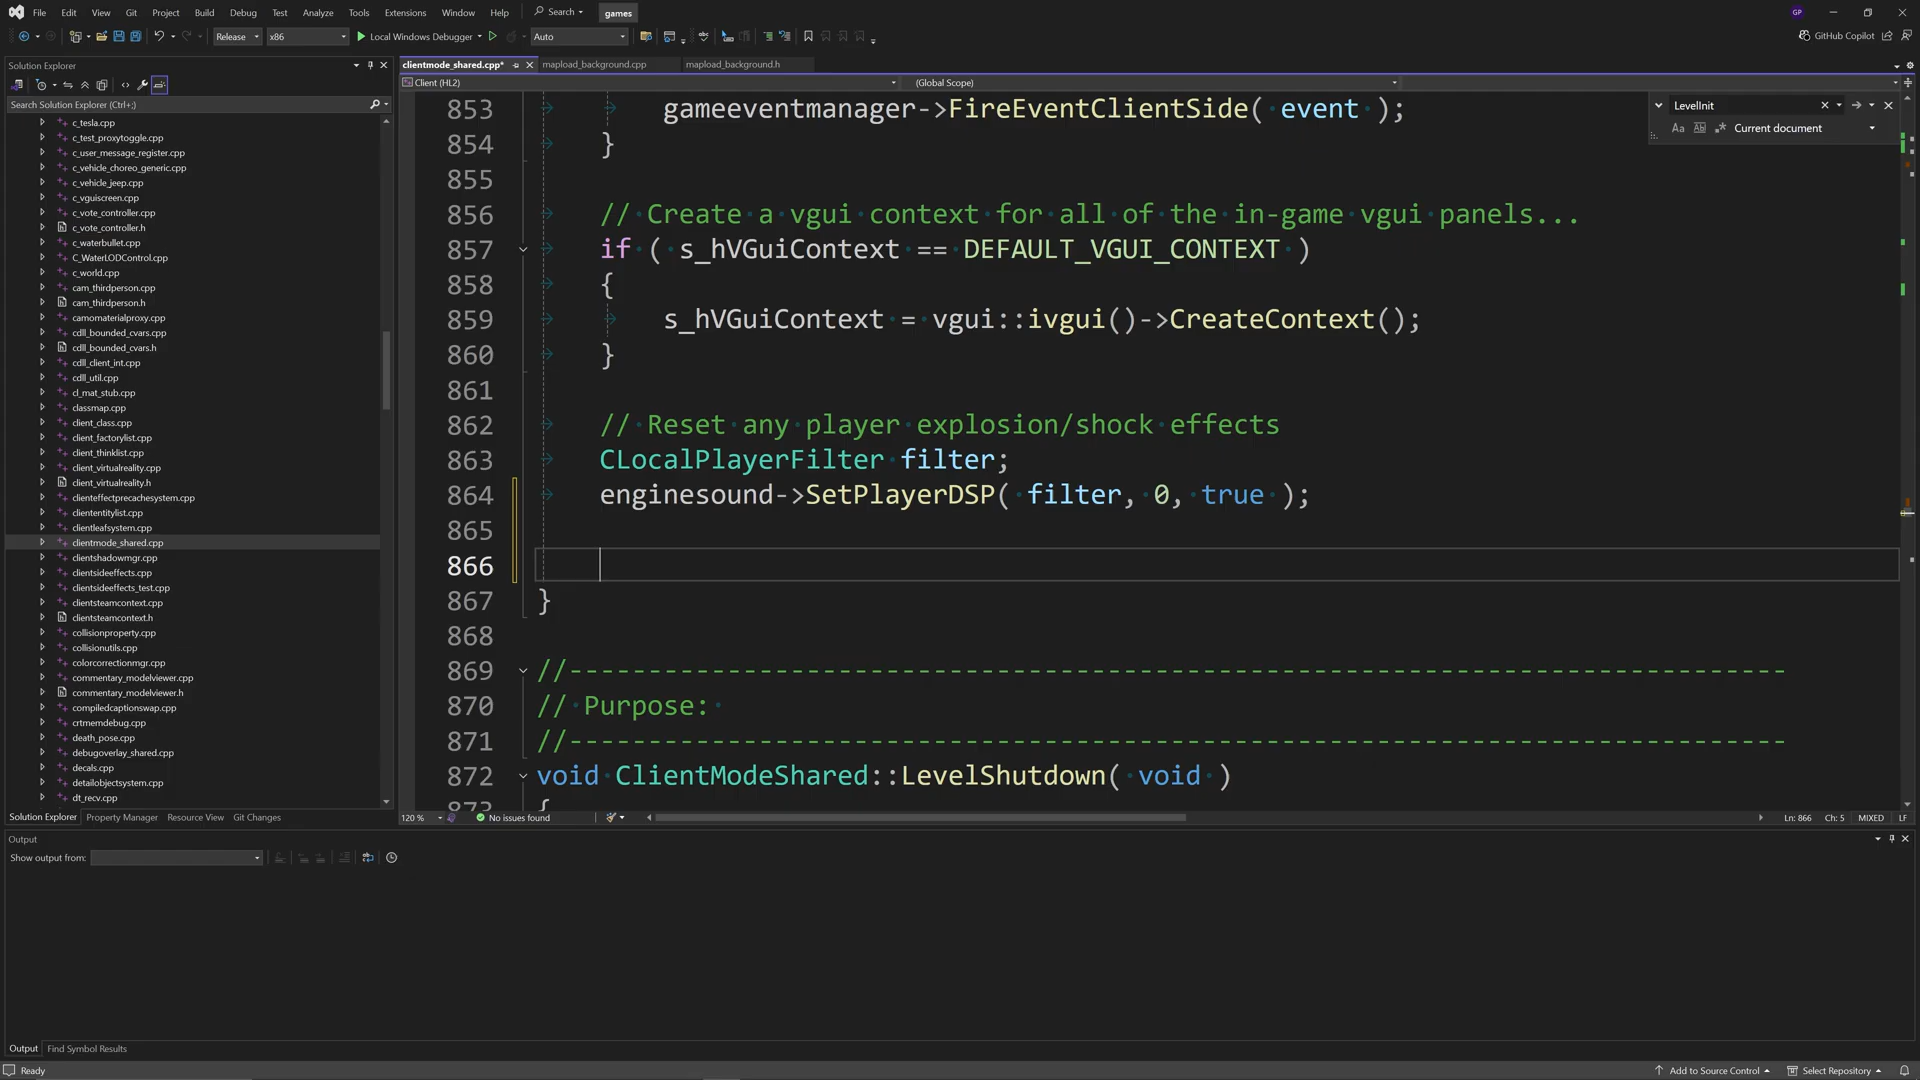 File Edit View Git Project Build Debug Test Analyze Tools Extensions Window Help Search games GP
Release x86 Local Windows Debugger Auto GitHub Copilot
Solution Explorer
Search Solution Explorer (Ctrl+;)
c_tesla.cpp
c_test_proxytoggle.cpp
c_user_message_register.cpp
c_vehicle_choreo_generic.cpp
c_vehicle_jeep.cpp
c_vguiscreen.cpp
c_vote_controller.cpp
c_vote_controller.h
c_waterbullet.cpp
C_WaterLODControl.cpp
c_world.cpp
cam_thirdperson.cpp
cam_thirdperson.h
camomaterialproxy.cpp
cdll_bounded_cvars.cpp
cdll_bounded_cvars.h
cdll_client_int.cpp
cdll_util.cpp
cl_mat_stub.cpp
classmap.cpp
client_class.cpp
client_factorylist.cpp
client_thinklist.cpp
client_virtualreality.cpp
client_virtualreality.h
clienteffectprecachesystem.cpp
cliententitylist.cpp
clientleafsystem.cpp
clientmode_shared.cpp
clientshadowmgr.cpp
clientsideeffects.cpp
clientsideeffects_test.cpp
clientsteamcontext.cpp
clientsteamcontext.h
collisionproperty.cpp
collisionutils.cpp
colorcorrectionmgr.cpp
commentary_modelviewer.cpp
commentary_modelviewer.h
compiledcaptionswap.cpp
crtmemdebug.cpp
death_pose.cpp
debugoverlay_shared.cpp
decals.cpp
detailobjectsystem.cpp
dt_recv.cpp
Solution Explorer Property Manager Resource View Git Changes
clientmode_shared.cpp* mapload_background.cpp mapload_background.h
Client (HL2) (Global Scope)
LevelInit
Aa Ab Current document
853 gameeventmanager->FireEventClientSide( event );
854 }
855
856 // Create a vgui context for all of the in-game vgui panels...
857 if ( s_hVGuiContext == DEFAULT_VGUI_CONTEXT )
858 {
859 s_hVGuiContext = vgui::ivgui()->CreateContext();
860 }
861
862 // Reset any player explosion/shock effects
863 CLocalPlayerFilter filter;
864 enginesound->SetPlayerDSP( filter, 0, true );
865
866
867 }
868
869 //-----------------------------------------------------------------------------
870 // Purpose:
871 //-----------------------------------------------------------------------------
872 void ClientModeShared::LevelShutdown( void )
873 {
120 % No issues found Ln: 866 Ch: 5 MIXED LF
Output
Show output from:
Output Find Symbol Results
Ready Add to Source Control Select Repository